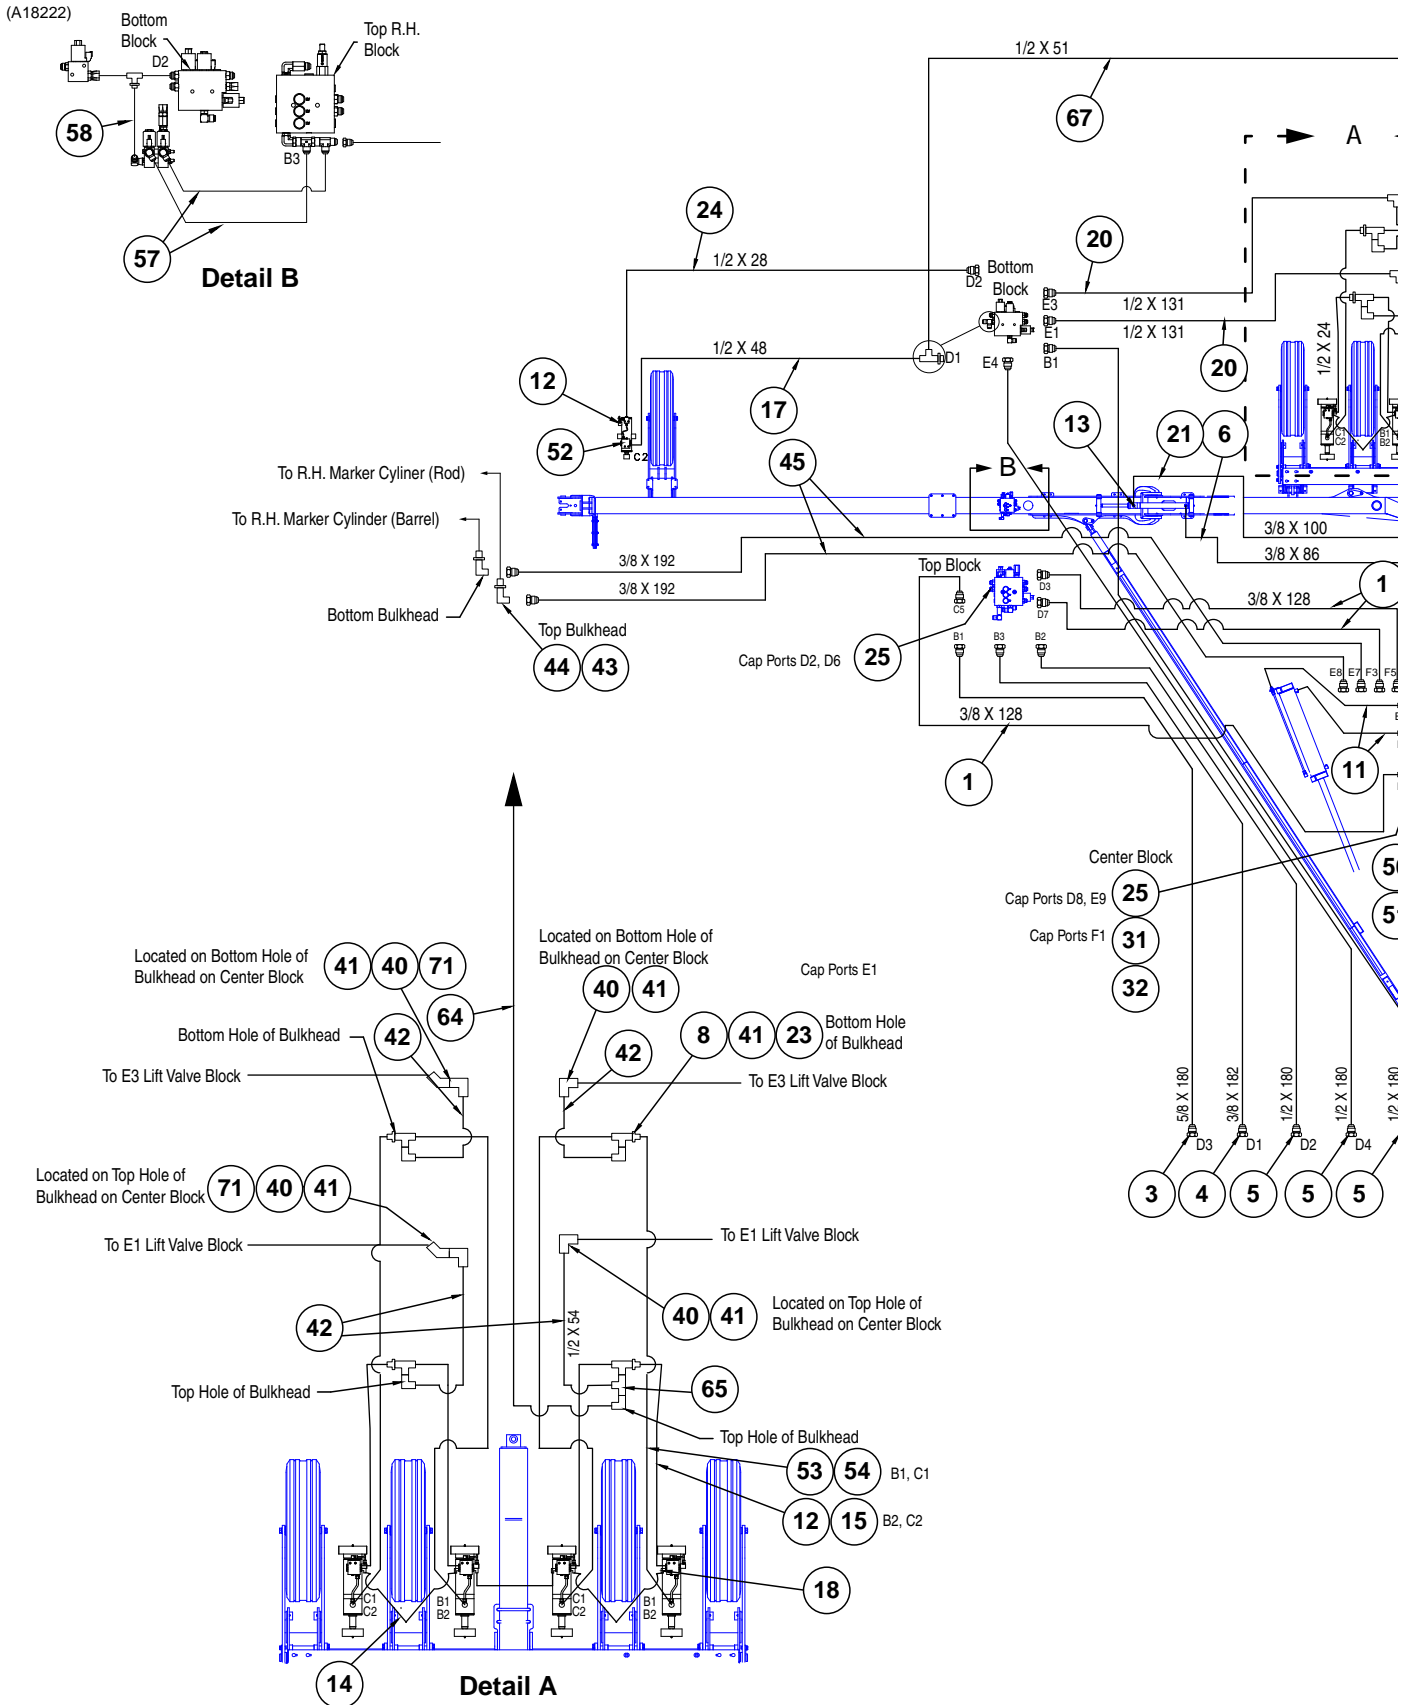 (A18222)
Bottom
Block
D2
Top R.H.
Block
58
B3
57
Detail B
1/2 X 51
67
A
24
20
1/2 X 28
D2
Bottom
Block
E3
1/2 X 131
E1
1/2 X 131
B1
E4
1/2 X 48
D1
17
20
1/2 X 24
12
52
C2
13
21
6
45
B
C1
C2
B1
B2
To R.H. Marker Cyliner (Rod)
To R.H. Marker Cylinder (Barrel)
3/8 X 100
3/8 X 86
3/8 X 192
3/8 X 192
Bottom Bulkhead
Top Bulkhead
44
43
Top Block
C5
D3
D7
3/8 X 128
1
B1
B3
B2
Cap Ports D2, D6
25
E8
E7
F3
F5
3/8 X 128
1
11
Center Block
Cap Ports D8, E9
25
Cap Ports F1
31
32
Located on Bottom Hole of
Bulkhead on Center Block
41
40
71
64
Located on Bottom Hole of
Bulkhead on Center Block
40
41
Cap Ports E1
Bottom Hole of Bulkhead
42
42
8
41
23
Bottom Hole
of Bulkhead
To E3 Lift Valve Block
To E3 Lift Valve Block
5/8 X 180
3/8 X 182
1/2 X 180
1/2 X 180
1/2 X 180
D3
D1
D2
D4
3
4
5
5
5
Located on Top Hole of
Bulkhead on Center Block
71
40
41
To E1 Lift Valve Block
To E1 Lift Valve Block
42
1/2 X 54
40
41
Located on Top Hole of
Bulkhead on Center Block
Top Hole of Bulkhead
65
Top Hole of Bulkhead
53
54
B1, C1
12
15
B2, C2
18
C1
C2
B1
B2
C1
C2
B1
B2
14
Detail A